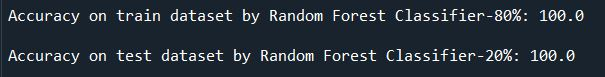 Accuracy on train dataset by Random Forest Classifier-80%: 100.0
Accuracy on test dataset by Random Forest Classifier-20%: 100.0